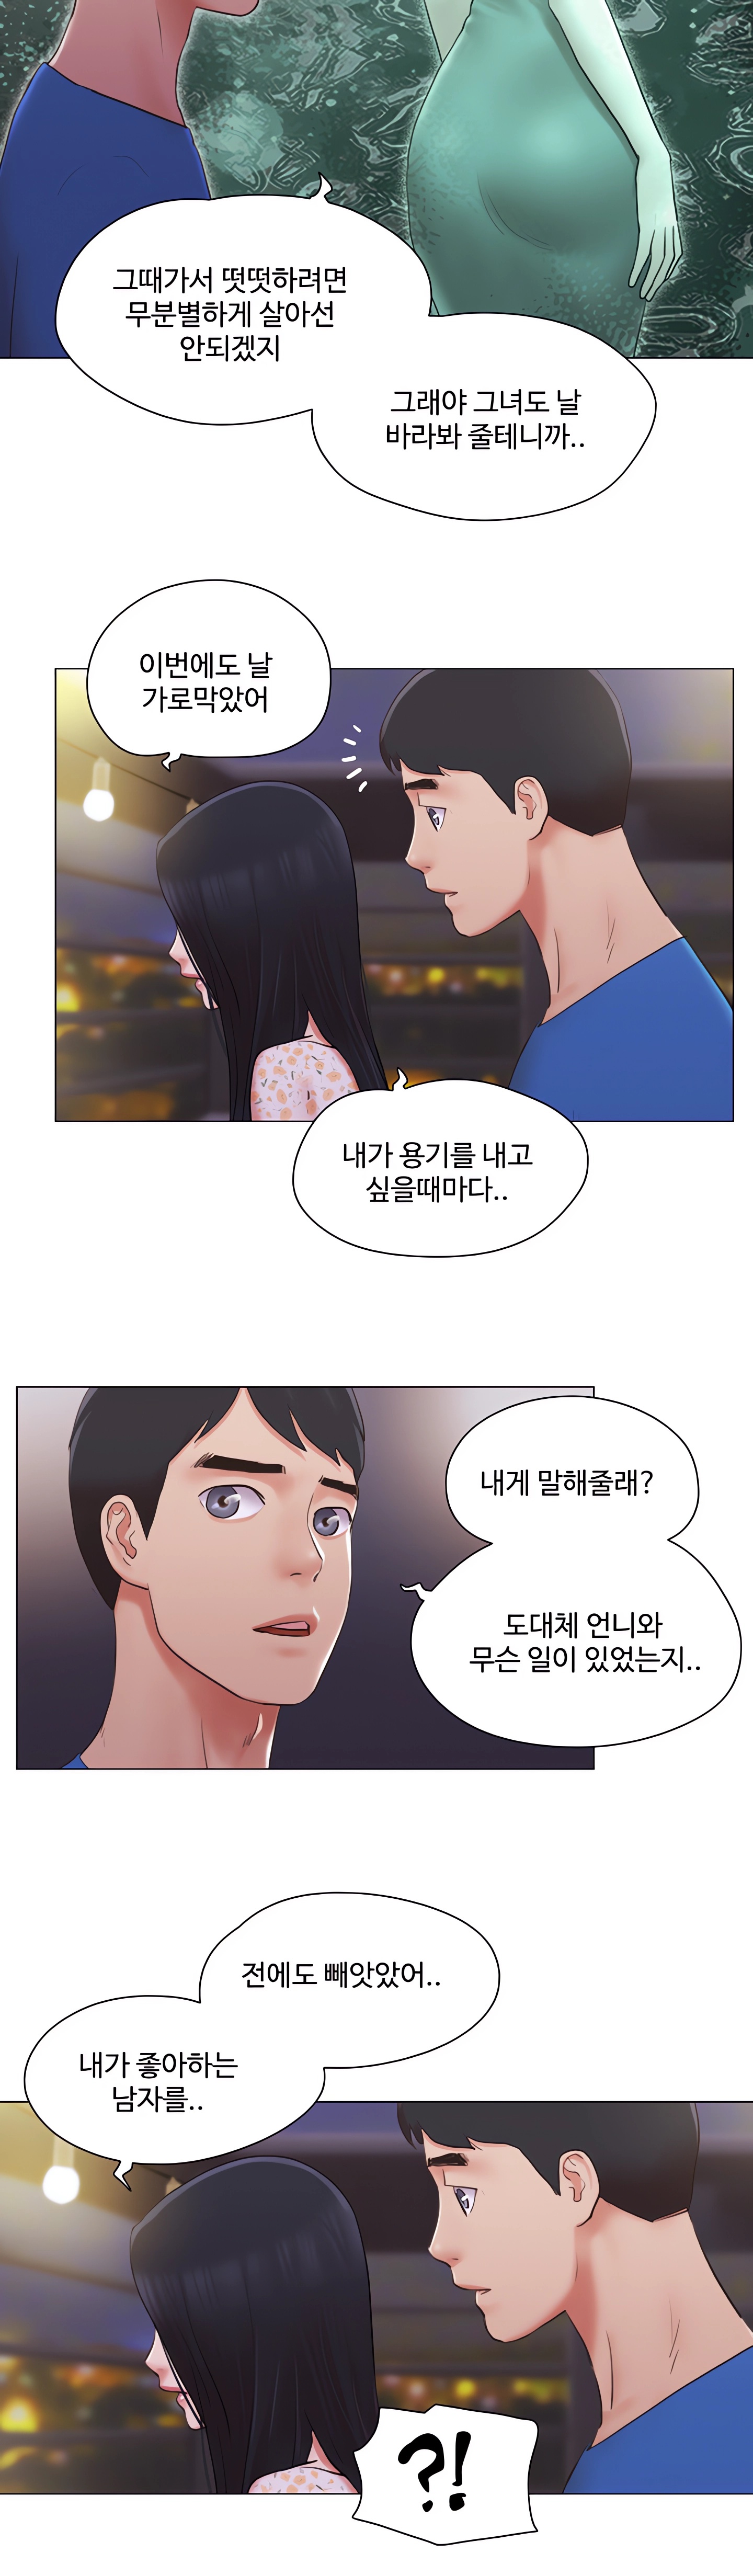 그때가서 떳떳하려면
무분별하게 살아선
안되겠지
그래야 그녀도 날
바라봐 줄테니까..
이번에도 날
가로막았어
내가 용기를 내고
싶을때마다..
내게 말해줄래?
도대체 언니와
무슨 일이 있었는지..
전에도 빼앗았어..
내가 좋아하는
남자를..
?!